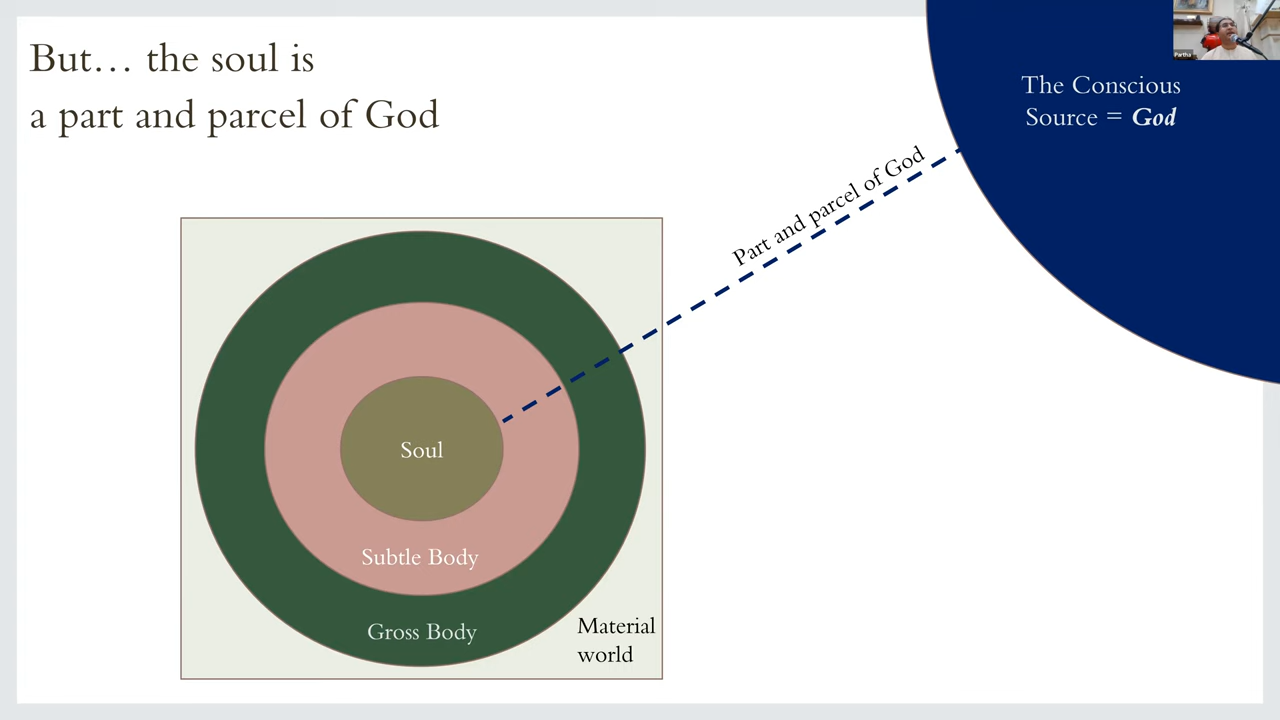 But… the soul is
a part and parcel of God
The Conscious
Source = God
Partha
Part and parcel of God
Soul
Subtle Body
Gross Body
Material
world